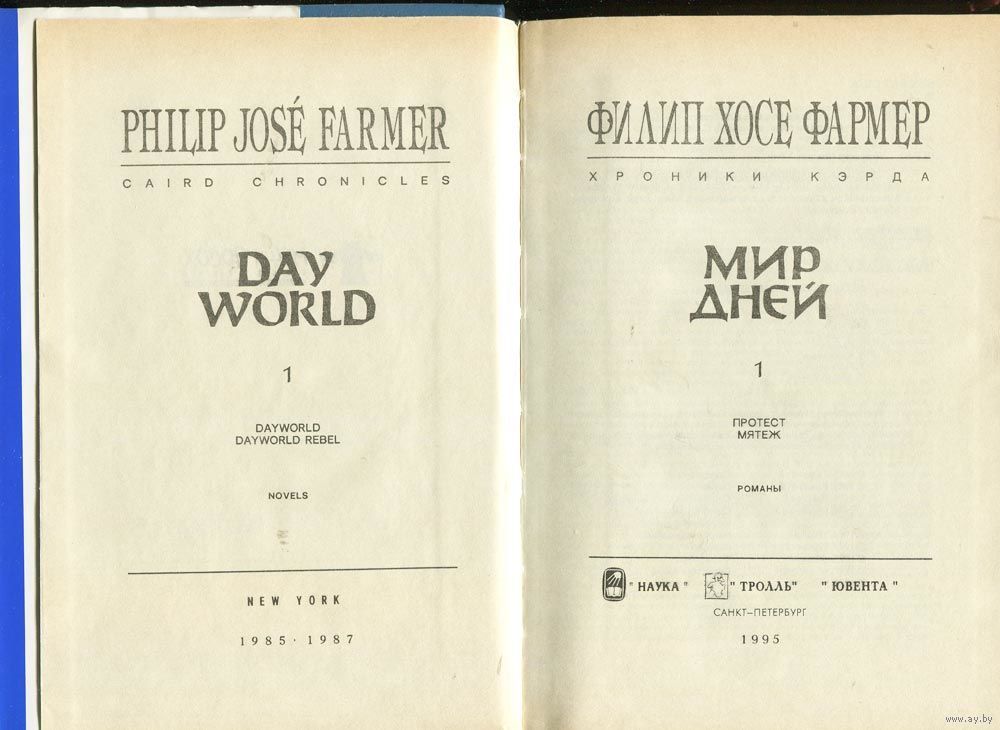 PHILIP JOSÉ FARMER
CAIRD CHRONICLES
DAY
WORLD
1
DAYWORLD
DAYWORLD REBEL
NOVELS
NEW YORK
1985 · 1987
ФИЛИП ХОСЕ ФАРМЕР
ХРОНИКИ КЭРДА
МИР
ДНЕЙ
1
ПРОТЕСТ
МЯТЕЖ
РОМАНЫ
"НАУКА" "ТРОЛЛЬ" "ЮВЕНТА"
САНКТ–ПЕТЕРБУРГ
1995
www.ay.by